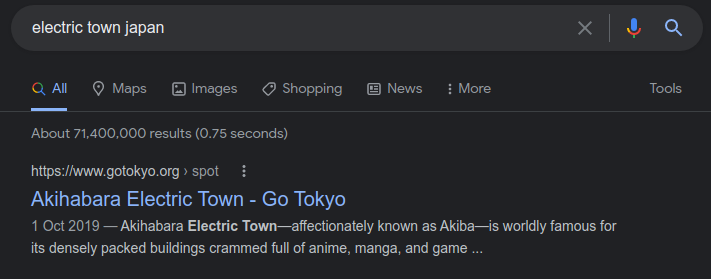 electric town japan
All Maps Images Shopping News More Tools
About 71,400,000 results (0.75 seconds)
https://www.gotokyo.org › spot
Akihabara Electric Town - Go Tokyo
1 Oct 2019 — Akihabara Electric Town—affectionately known as Akiba—is worldly famous for
its densely packed buildings crammed full of anime, manga, and game ...